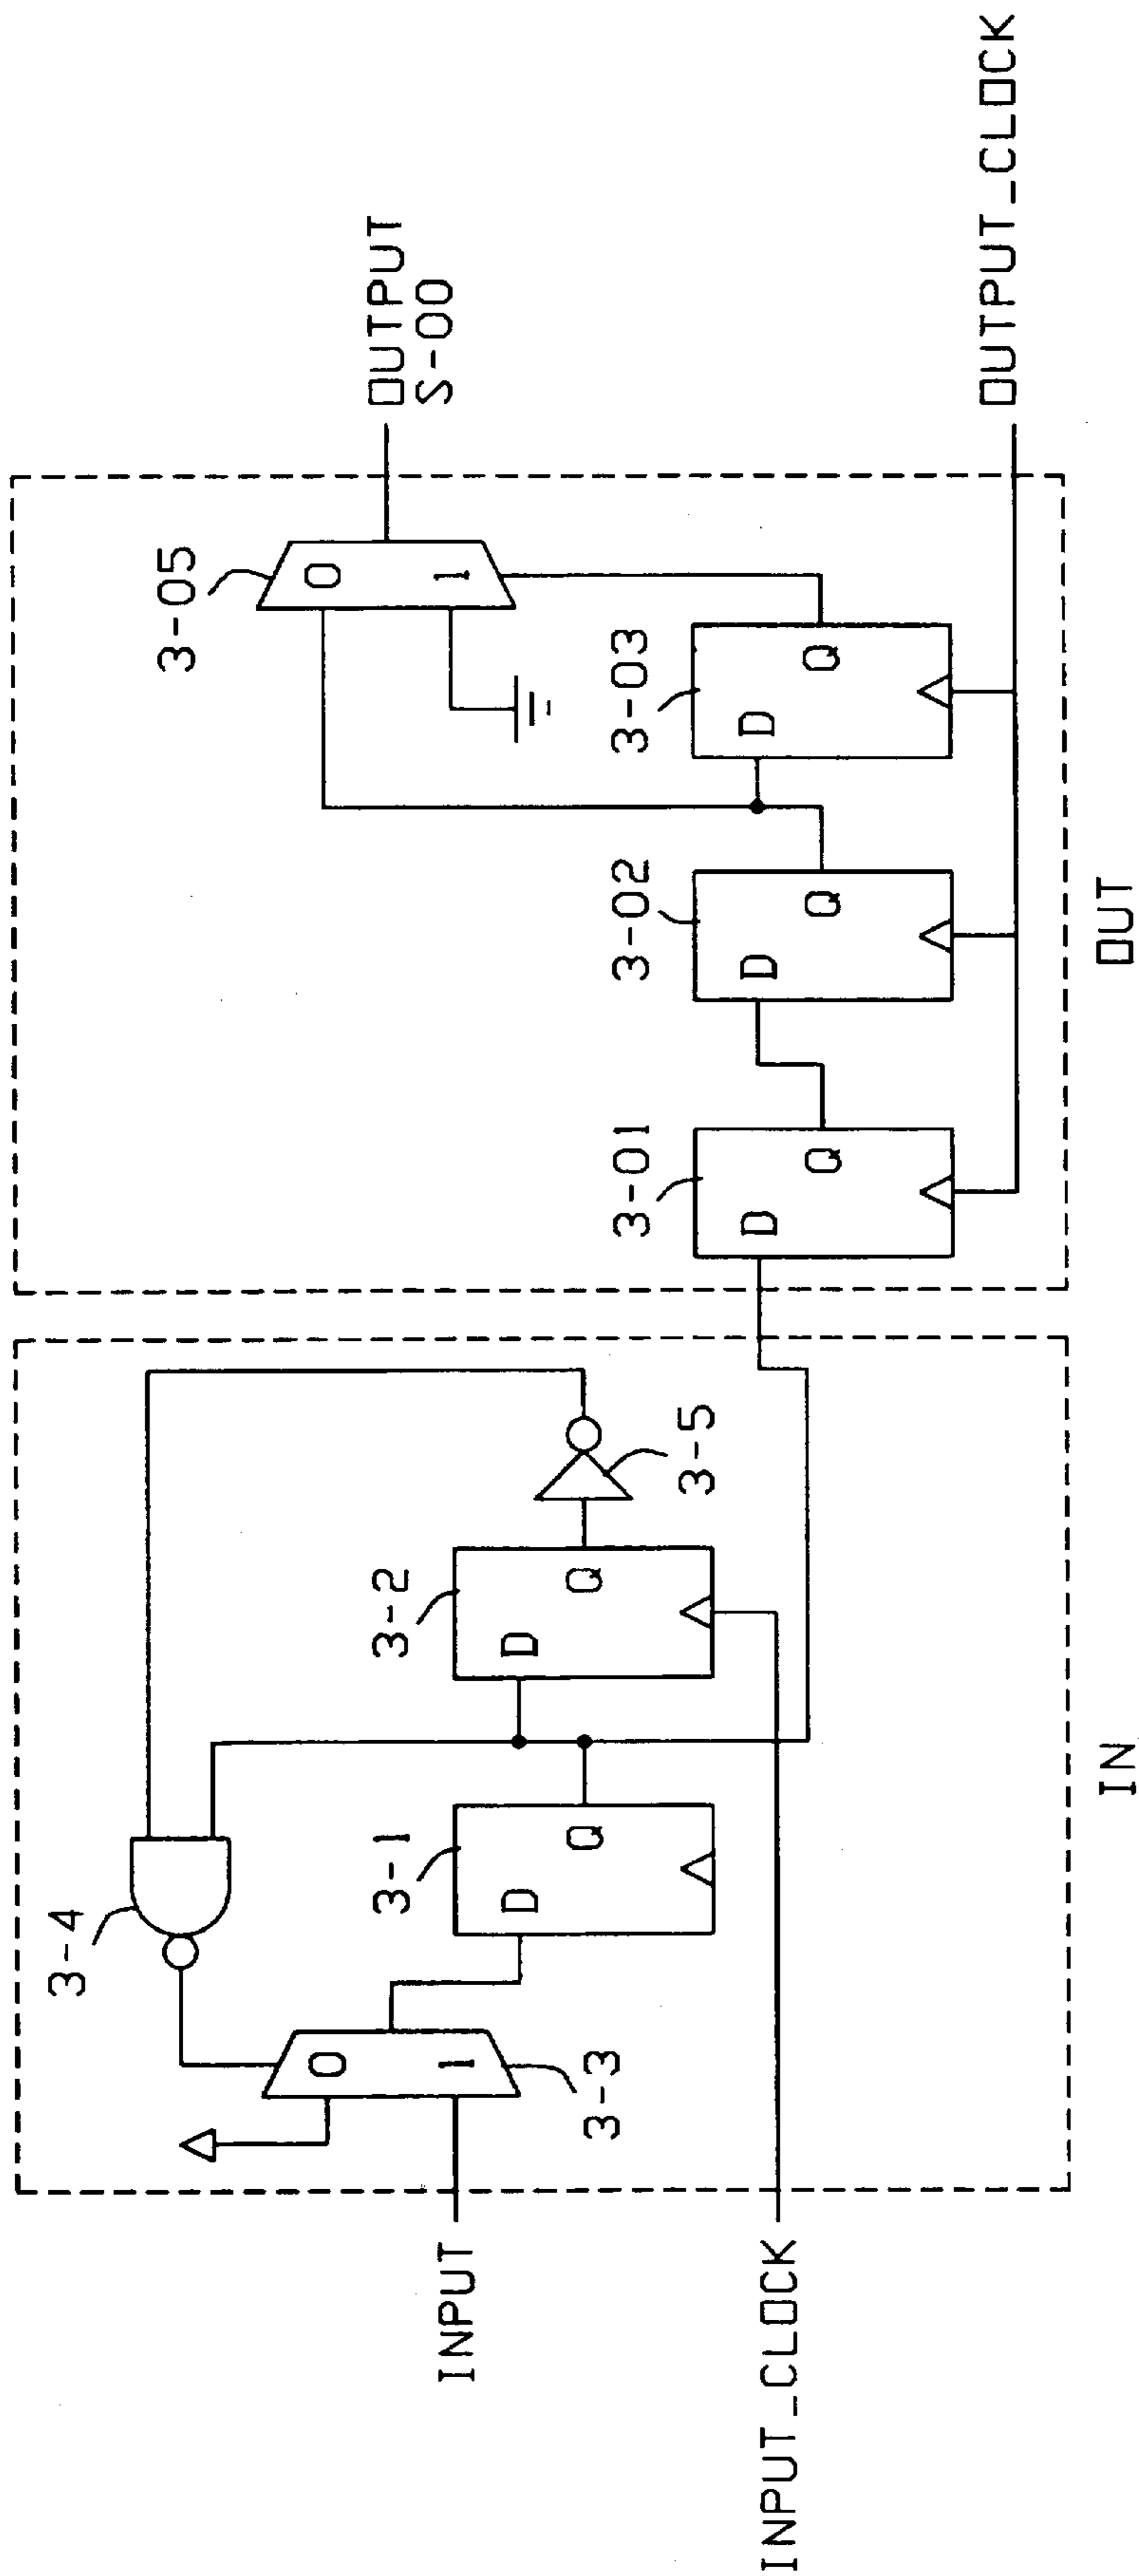 INPUT
INPUT_CLOCK
3-3
0
1
3-4
3-1
D
Q
3-2
D
Q
3-5
IN
3-01
D
Q
3-02
D
Q
3-03
D
Q
3-05
0
1
OUT
OUTPUT
S-00
OUTPUT_CLOCK